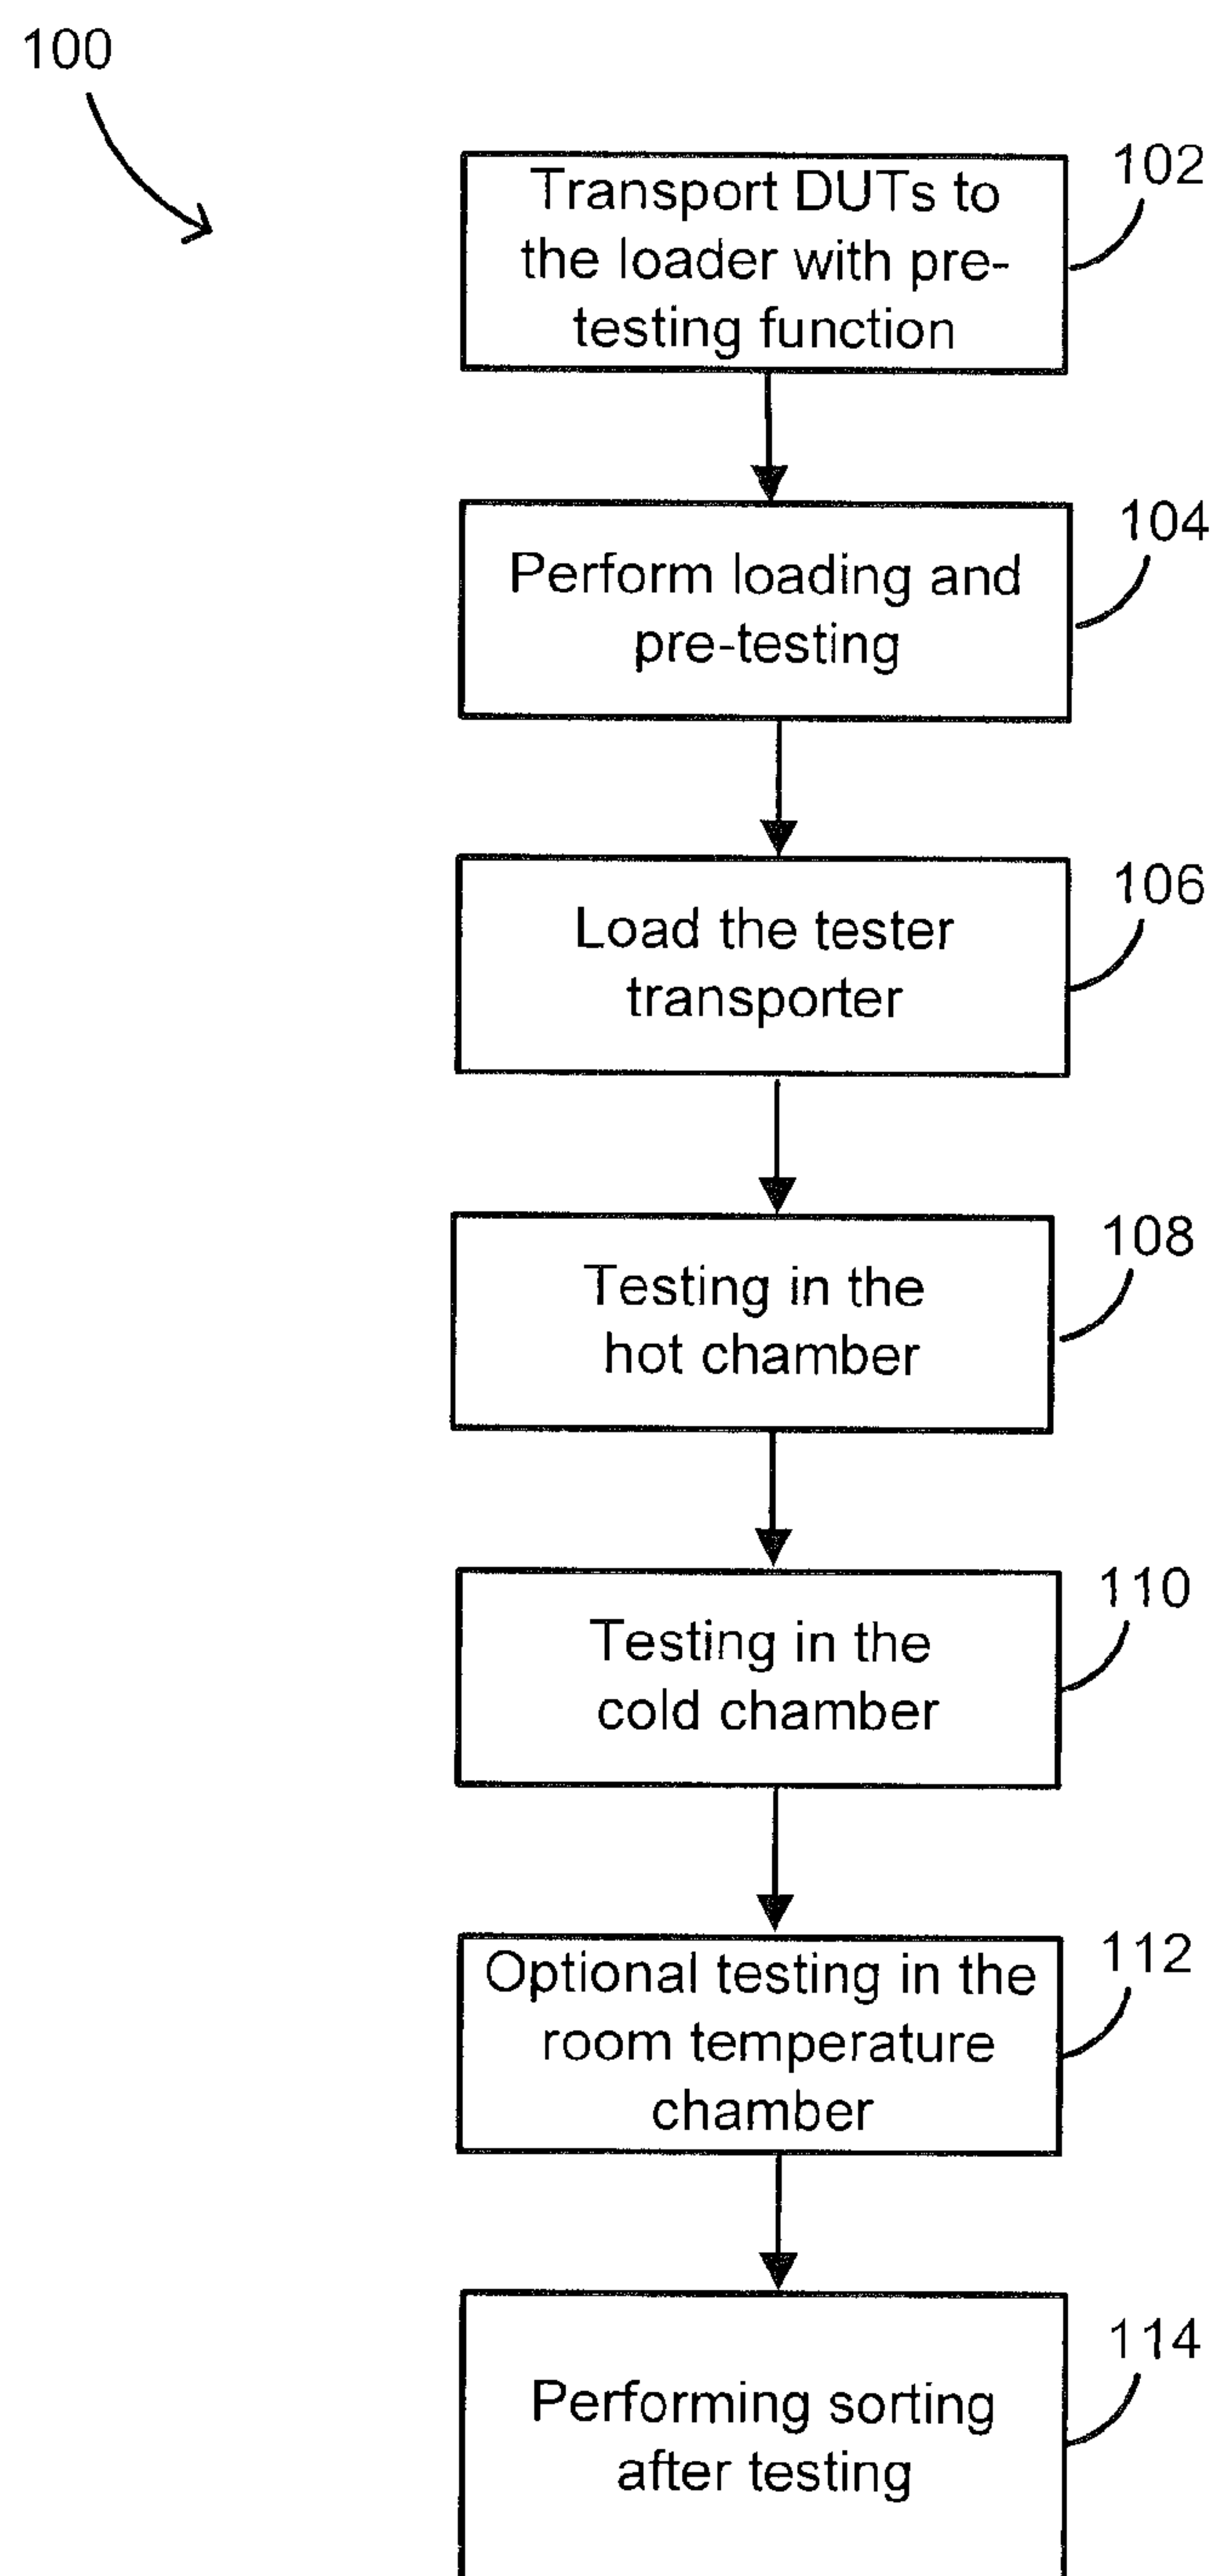 100
102
Transport DUTs to
the loader with pre-
testing function
104
Perform loading and
pre-testing
106
Load the tester
transporter
108
Testing in the
hot chamber
110
Testing in the
cold chamber
112
Optional testing in the
room temperature
chamber
114
Performing sorting
after testing